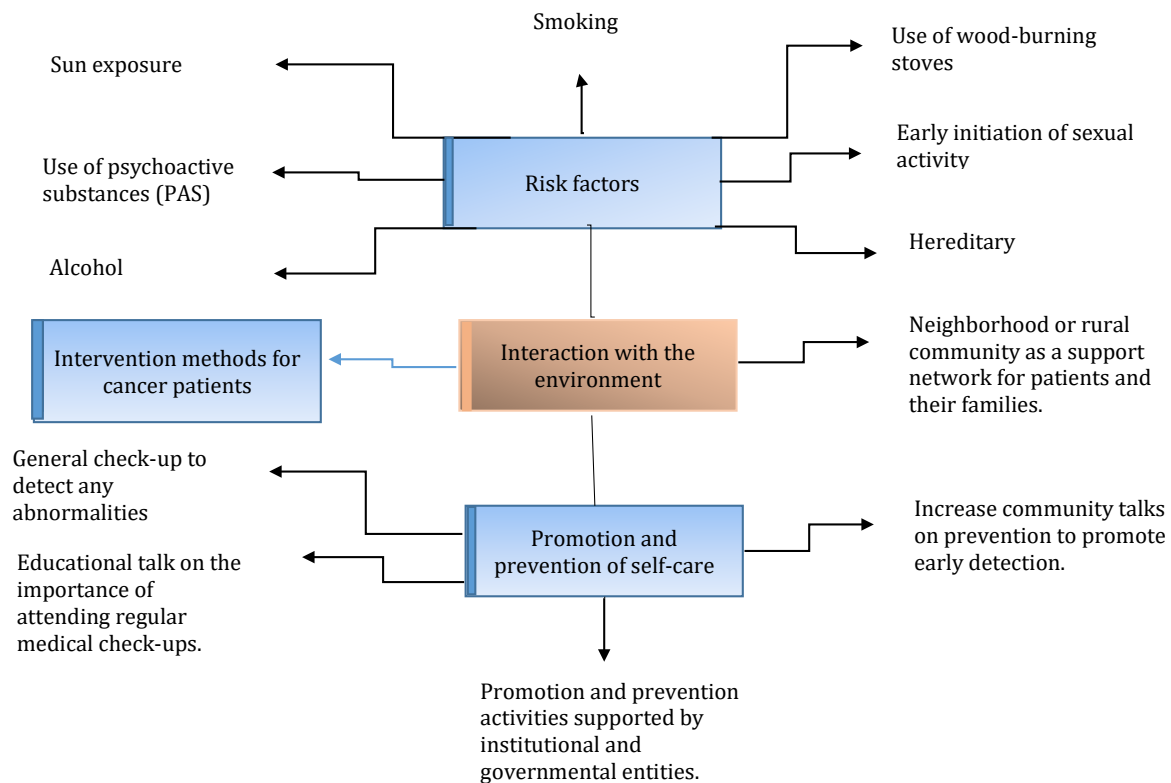 Smoking
Sun exposure
Use of wood-burning
stoves
Use of psychoactive
substances (PAS)
Risk factors
Early initiation of sexual
activity
Alcohol
Hereditary
Intervention methods for
cancer patients
Interaction with the
environment
Neighborhood or rural
community as a support
network for patients and
their families.
General check-up to
detect any
abnormalities
Educational talk on the
importance of
attending regular
medical check-ups.
Promotion and
prevention of self-care
Increase community talks
on prevention to promote
early detection.
Promotion and prevention
activities supported by
institutional and
governmental entities.